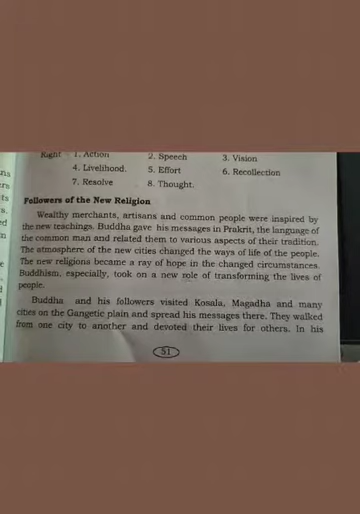 Right 1. Action 2. Speech 3. Vision
4. Livelihood. 5. Effort 6. Recollection
7. Resolve 8. Thought.
Followers of the New Religion
Wealthy merchants, artisans and common people were inspired by
the new teachings. Buddha gave his messages in Prakrit, the language of
the common man and related them to various aspects of their tradition.
The atmosphere of the new cities changed the ways of life of the people.
The new religions became a ray of hope in the changed circumstances.
Buddhism, especially, took on a new role of transforming the lives of
people.
Buddha and his followers visited Kosala, Magadha and many
cities on the Gangetic plain and spread his messages there. They walked
from one city to another and devoted their lives for others. In his
51